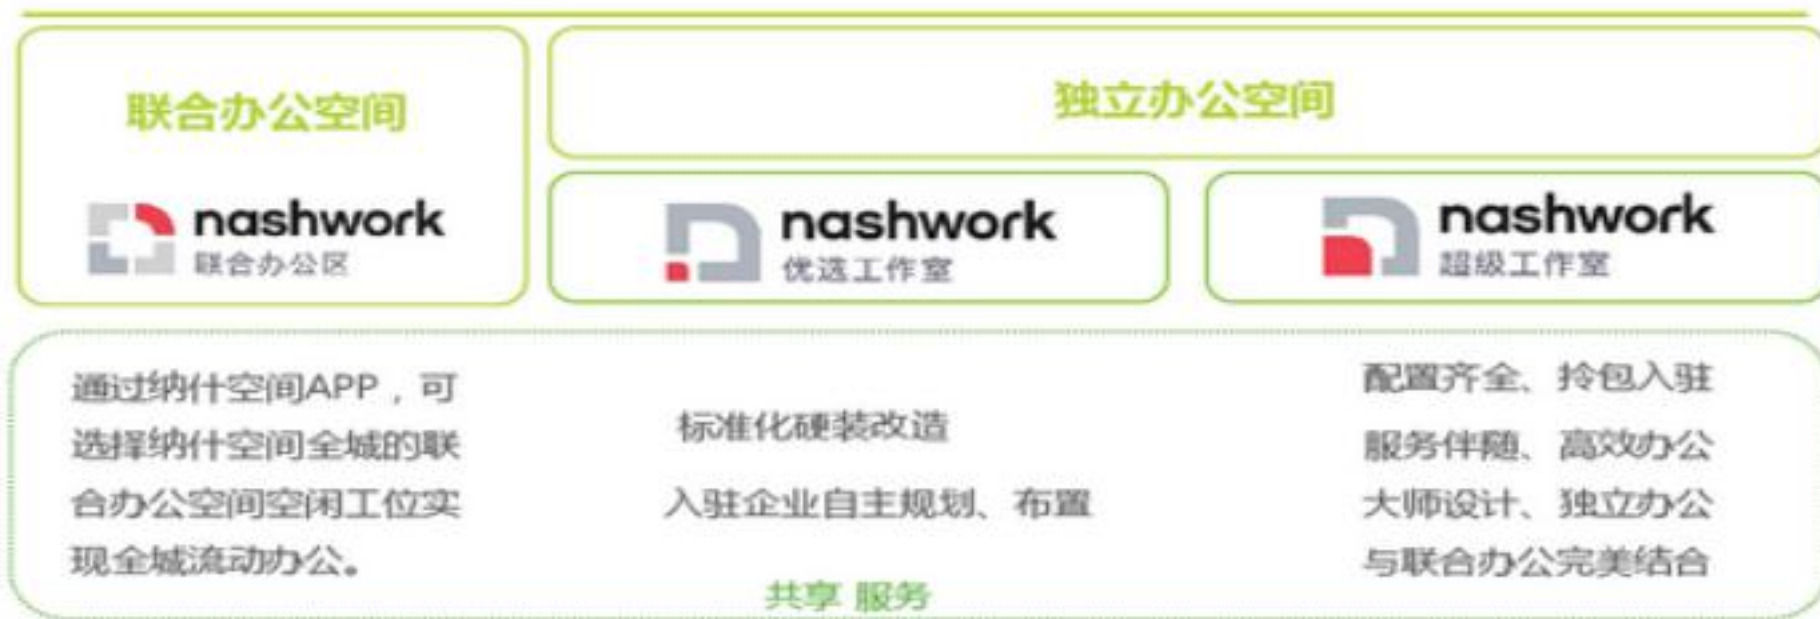 联合办公空间
独立办公空间
nashwork
联合办公区
nashwork
优选工作室
nashwork
超级工作室
通过纳什空间APP，可
选择纳什空间全城的联
合办公空间空闲工位实
现全城流动办公。
标准化硬装改造
入驻企业自主规划、布置
配置齐全、拎包入驻
服务伴随、高效办公
大师设计、独立办公
与联合办公完美结合
共享 服务